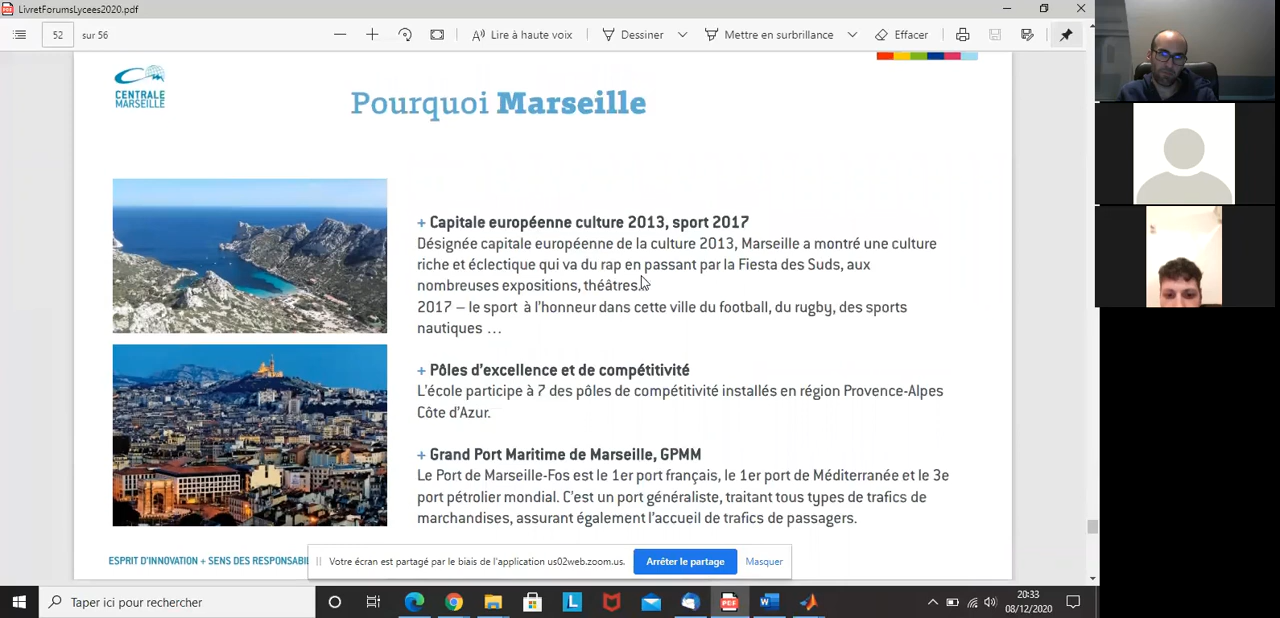 LivretForumsLycees2020.pdf
52 sur 56
Lire à haute voix
Dessiner
Mettre en surbrillance
Effacer
CENTRALE
MARSEILLE
Pourquoi Marseille
+ Capitale européenne culture 2013, sport 2017
Désignée capitale européenne de la culture 2013, Marseille a montré une culture
riche et éclectique qui va du rap en passant par la Fiesta des Suds, aux
nombreuses expositions, théâtres.
2017 – le sport à l'honneur dans cette ville du football, du rugby, des sports
nautiques …
+ Pôles d'excellence et de compétitivité
L'école participe à 7 des pôles de compétitivité installés en région Provence-Alpes
Côte d'Azur.
+ Grand Port Maritime de Marseille, GPMM
Le Port de Marseille-Fos est le 1er port français, le 1er port de Méditerranée et le 3e
port pétrolier mondial. C'est un port généraliste, traitant tous types de trafics de
marchandises, assurant également l'accueil de trafics de passagers.
ESPRIT D'INNOVATION + SENS DES
Votre écran est partagé par le biais de l'application us02web.zoom.us.
Arrêter le partage
Masquer
Taper ici pour rechercher
20:33
08/12/2020